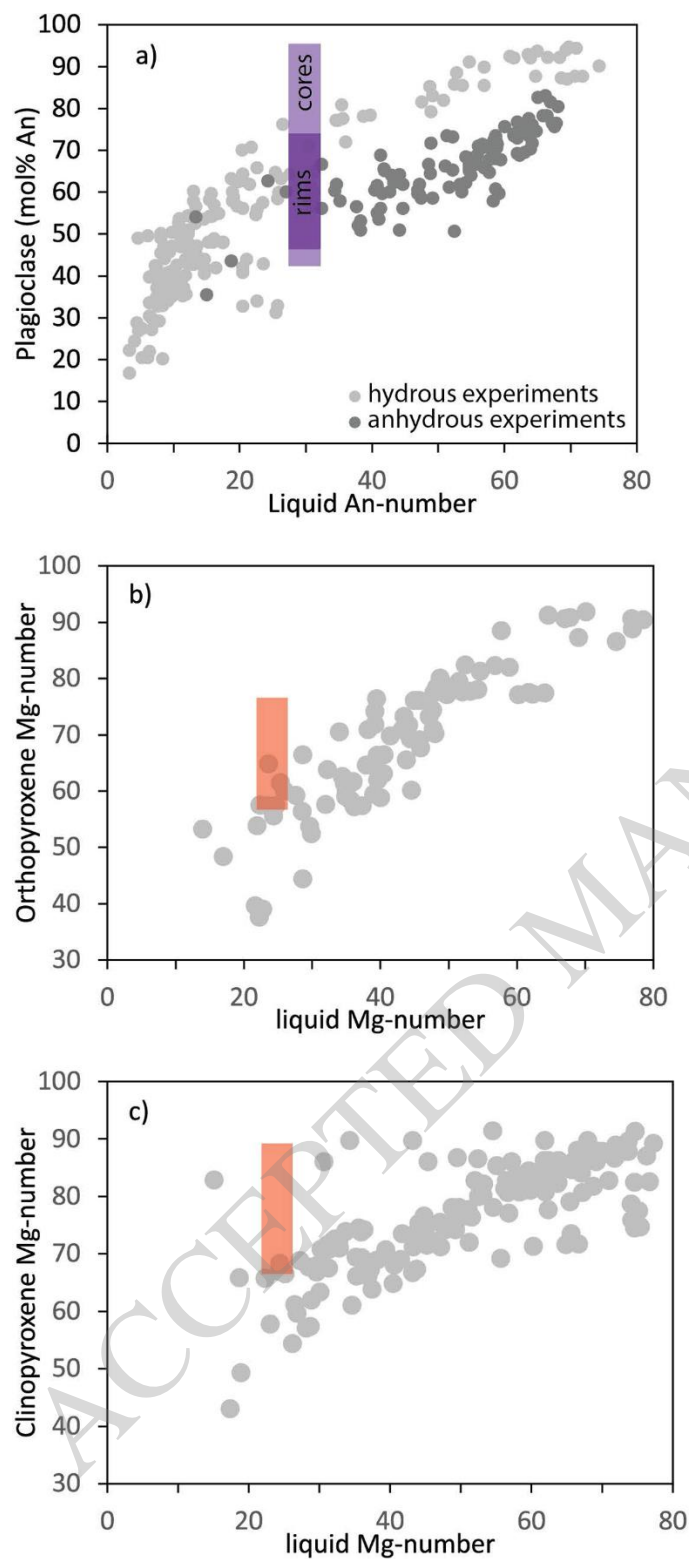 a)
Plagioclase (mol% An)
100
90
80
70
60
50
40
30
20
10
0
cores
rims
hydrous experiments
anhydrous experiments
0 20 40 60 80
Liquid An-number
b)
Orthopyroxene Mg-number
100
90
80
70
60
50
40
30
0 20 40 60 80
liquid Mg-number
c)
Clinopyroxene Mg-number
100
90
80
70
60
50
40
30
0 20 40 60 80
liquid Mg-number
ACCEPTED MAN